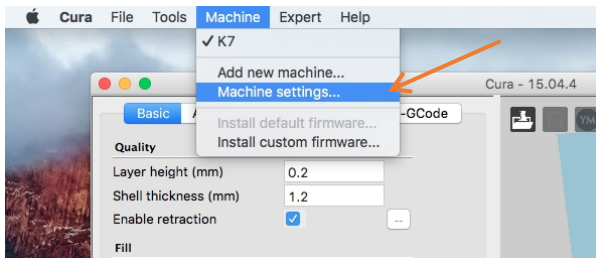 Cura File Tools Machine Expert Help
✓ K7
Add new machine...
Machine settings...
Install default firmware...
Install custom firmware...
Cura - 15.04.4
Basic A -GCode
YM
Quality
Layer height (mm) 0.2
Shell thickness (mm) 1.2
Enable retraction ...
Fill